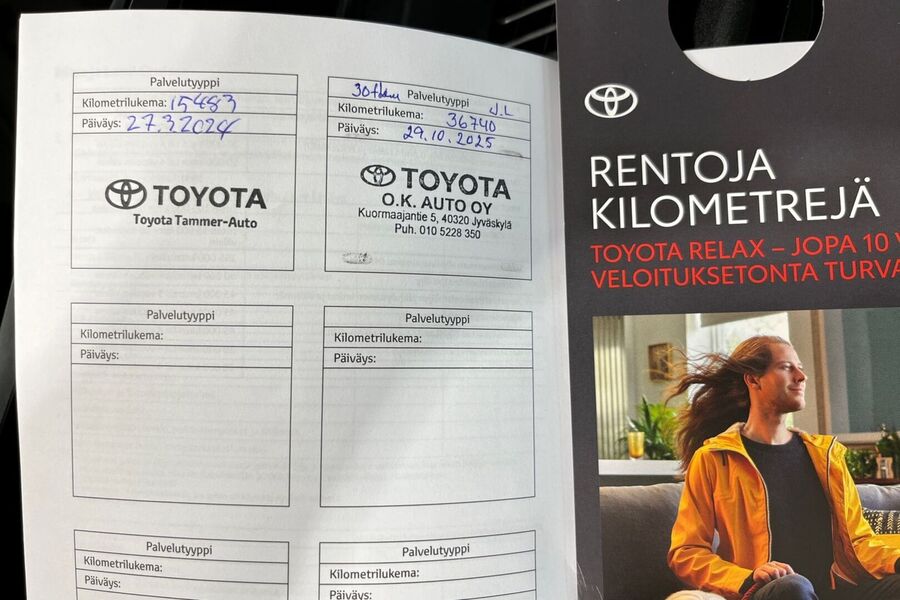 Palvelutyyppi
Kilometrilukema: 15483
Päiväys: 27.3.2024
TOYOTA
Toyota Tammer-Auto
Palvelutyyppi J.L
Kilometrilukema: 36740
Päiväys: 29.10.2025
TOYOTA
O.K. AUTO OY
Kuormaajantie 5, 40320 Jyväskylä
Puh. 010 5228 350
Palvelutyyppi
Kilometrilukema:
Päiväys:
Palvelutyyppi
Kilometrilukema:
Päiväys:
Palvelutyyppi
Kilometrilukema:
Päiväys:
Palvelutyyppi
Kilometrilukema:
Päiväys:
RENTOJA
KILOMETREJÄ
TOYOTA RELAX – JOPA 10 V
VELOITUKSETONTA TURVA